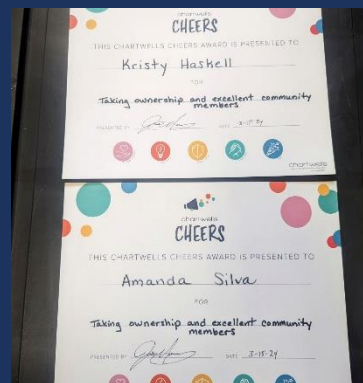 chartwells
CHEERS
THIS CHARTWELLS CHEERS AWARD IS PRESENTED TO
Kristy Haskell
FOR
Taking ownership and excellent community
members
PRESENTED BY DATE 3-15-24
chartwells
chartwells
CHEERS
THIS CHARTWELLS CHEERS AWARD IS PRESENTED TO
Amanda Silva
FOR
Taking ownership and excellent community
members
PRESENTED BY DATE 3-15-24